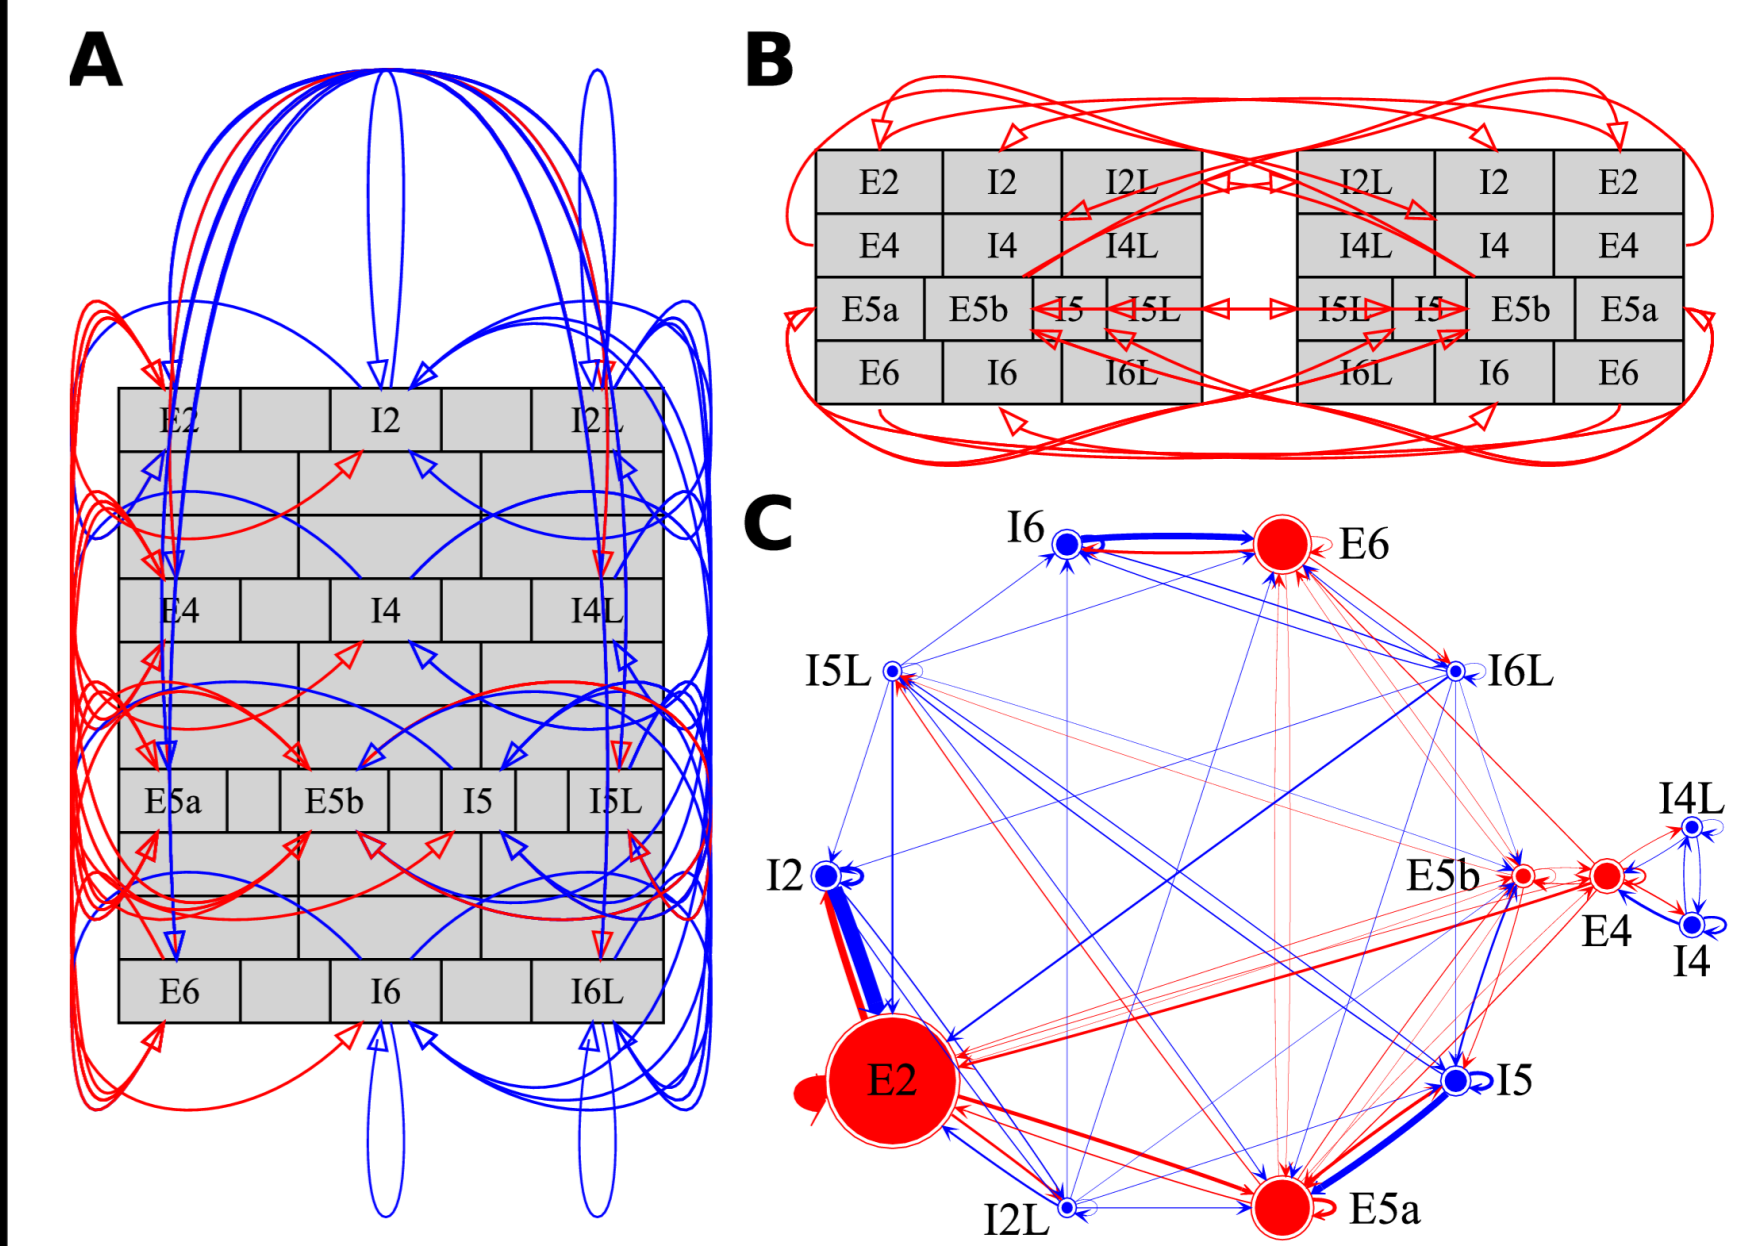 A
E2 I2 I2L
E4 I4 I4L
E5a E5b I5 I5L
E6 I6 I6L
B
E2 I2 I2L I2L I2 E2
E4 I4 I4L I4L I4 E4
E5a E5b I5 I5L I5L I5 E5b E5a
E6 I6 I6L I6L I6 E6
C
I6 E6
I5L I6L
I4L
I2 E5b
E4
I4
E2 I5
I2L E5a